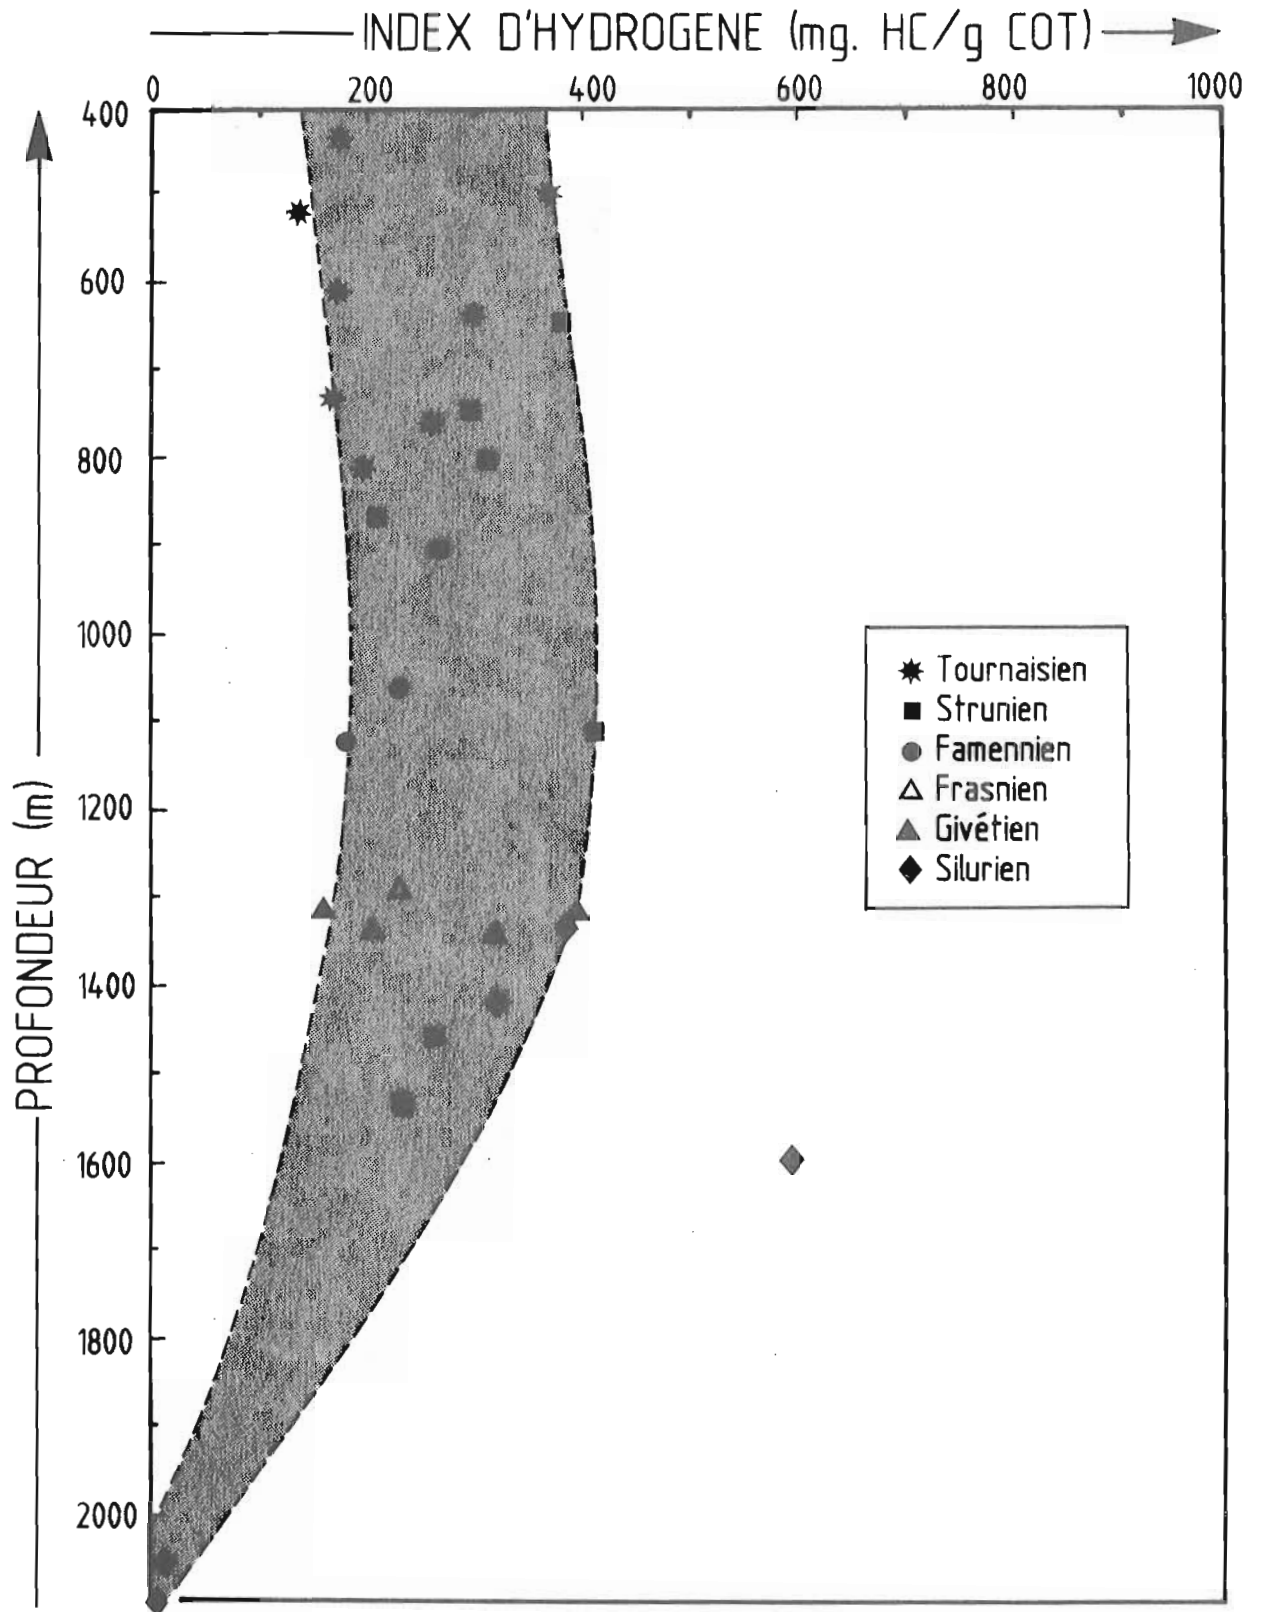 INDEX D'HYDROGENE (mg. HC/g COT)
0 200 400 600 800 1000
400
600
800
1000
1200
1400
1600
1800
2000
PROFONDEUR (m)
Tournaisien
Strunien
Famennien
Frasnien
Givétien
Silurien